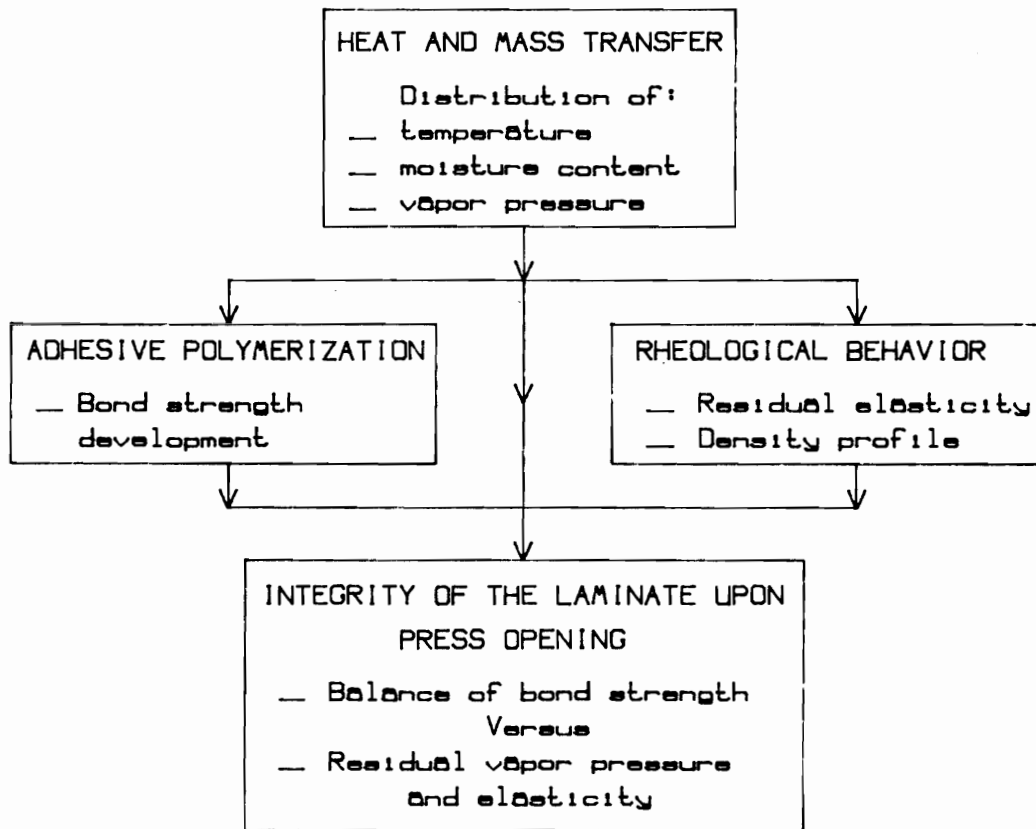 HEAT AND MASS TRANSFER
Distribution of:
— temperature
— moisture content
— vapor pressure
ADHESIVE POLYMERIZATION
— Bond strength
development
RHEOLOGICAL BEHAVIOR
— Residual elasticity
— Density profile
INTEGRITY OF THE LAMINATE UPON
PRESS OPENING
— Balance of bond strength
Versus
— Residual vapor pressure
and elasticity